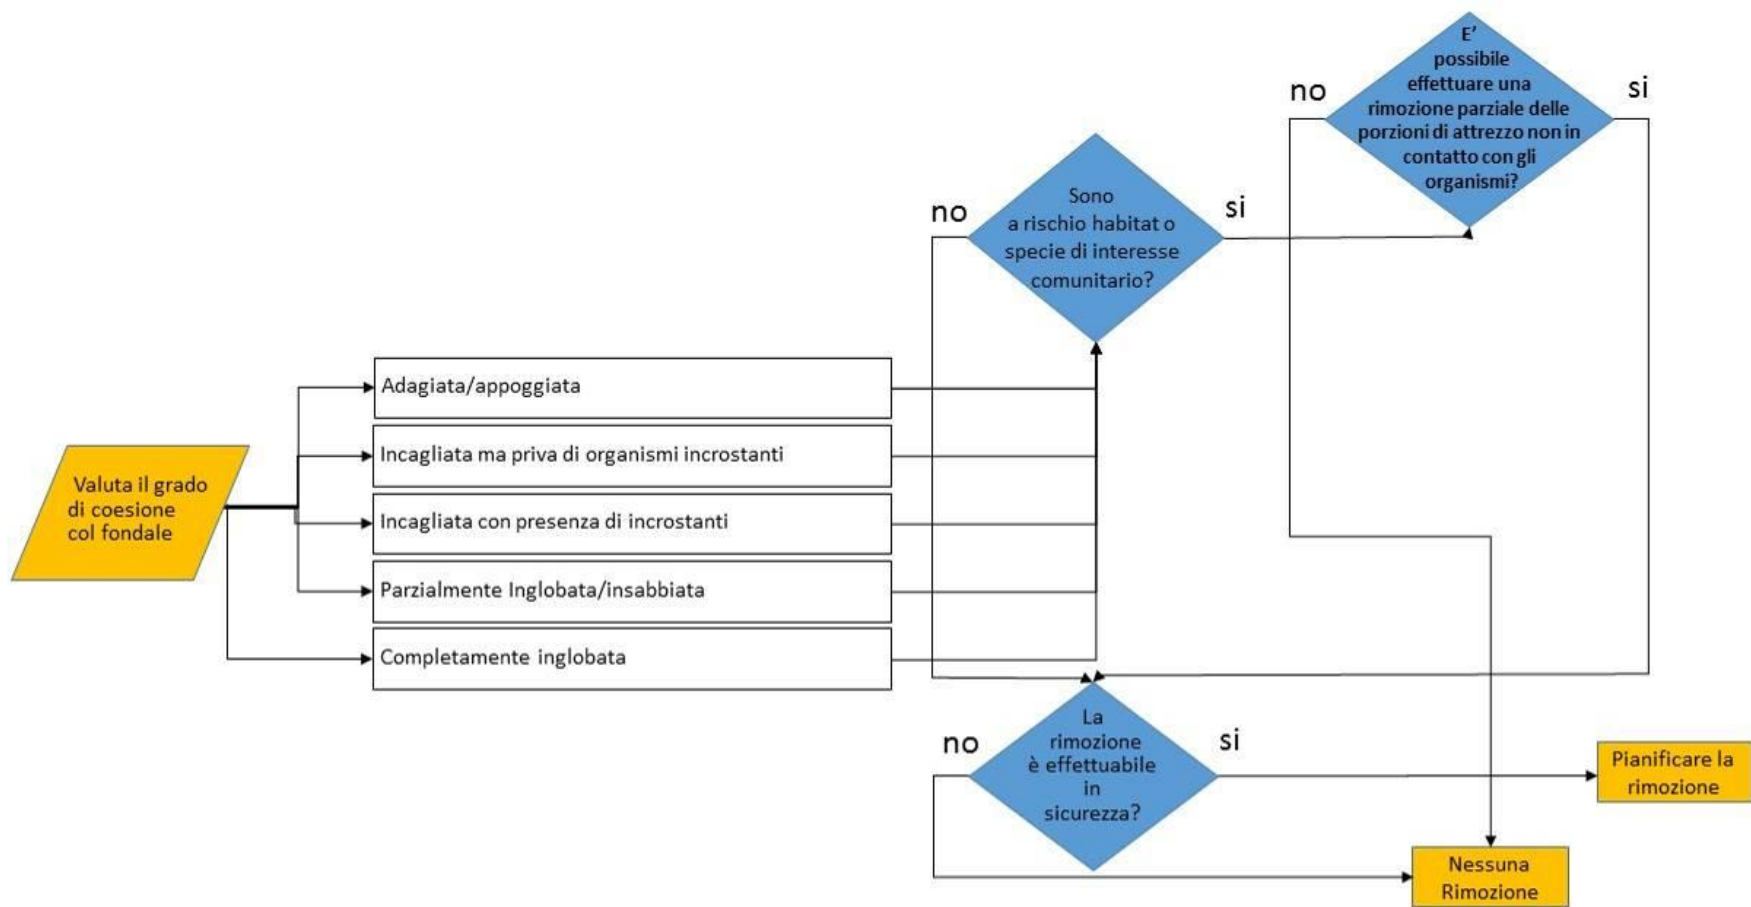 Valuta il grado
di coesione
col fondale
Adagiata/appoggiata
Incagliata ma priva di organismi incrostanti
Incagliata con presenza di incrostanti
Parzialmente Inglobata/insabbiata
Completamente inglobata
no
Sono
a rischio habitat o
specie di interesse
comunitario?
si
no
E’
possibile
effettuare una
rimozione parziale delle
porzioni di attrezzo non in
contatto con gli
organismi?
si
no
La
rimozione
è effettuabile
in
sicurezza?
si
Pianificare la
rimozione
Nessuna
Rimozione